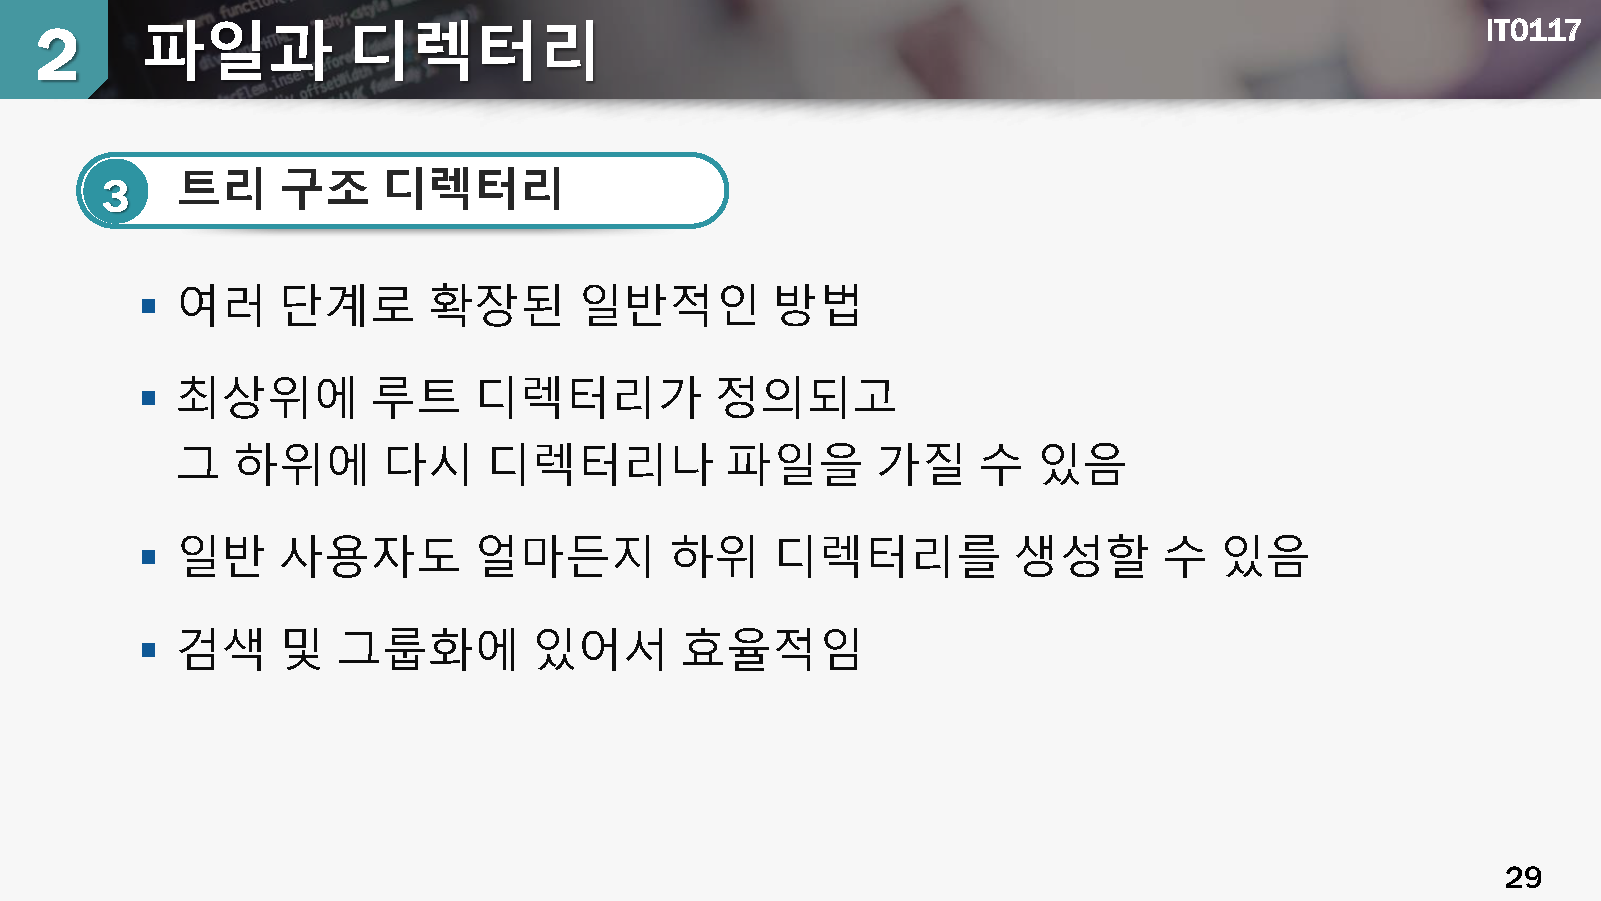 2 파일과 디렉터리
IT0117
3 트리 구조 디렉터리
▪ 여러 단계로 확장된 일반적인 방법
▪ 최상위에 루트 디렉터리가 정의되고
그 하위에 다시 디렉터리나 파일을 가질 수 있음
▪ 일반 사용자도 얼마든지 하위 디렉터리를 생성할 수 있음
▪ 검색 및 그룹화에 있어서 효율적임
29